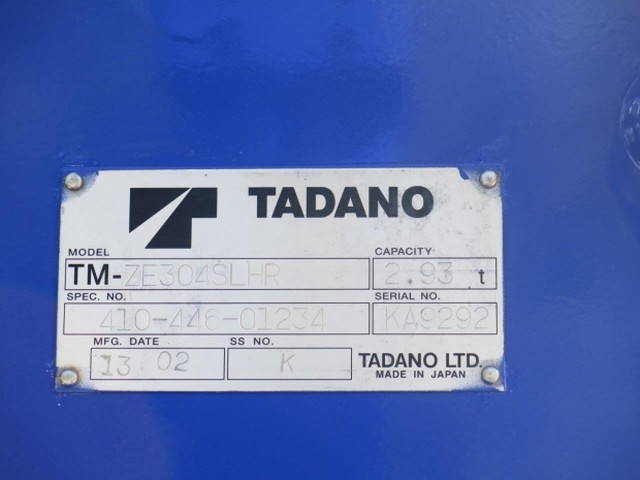 TADANO
MODEL CAPACITY
TM-ZE304SLHR 2.93 t
SPEC. NO. SERIAL NO.
410-446-01234 KA9292
MFG. DATE SS NO.
13 02 K TADANO LTD.
MADE IN JAPAN